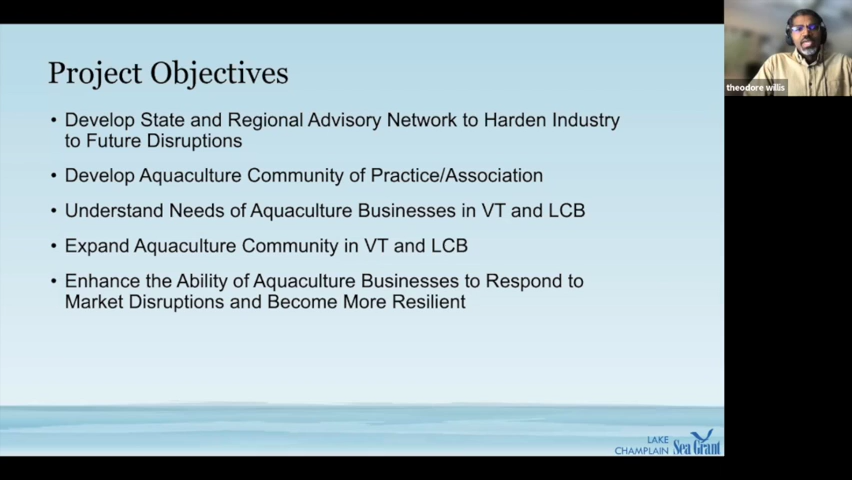 Project Objectives
• Develop State and Regional Advisory Network to Harden Industry
to Future Disruptions
• Develop Aquaculture Community of Practice/Association
• Understand Needs of Aquaculture Businesses in VT and LCB
• Expand Aquaculture Community in VT and LCB
• Enhance the Ability of Aquaculture Businesses to Respond to
Market Disruptions and Become More Resilient
theodore willis
LAKE
CHAMPLAIN Sea Grant